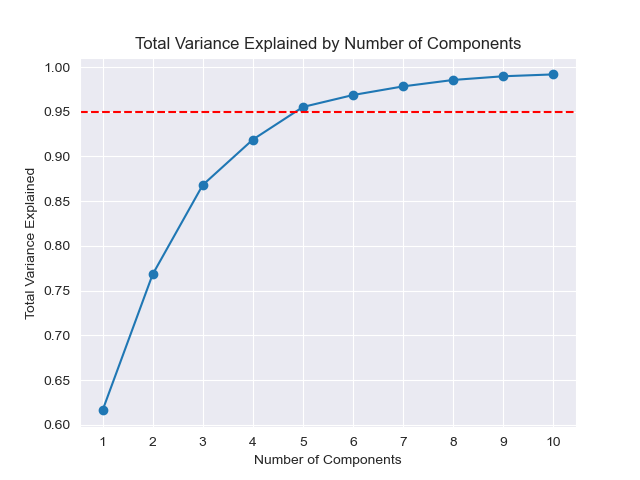 Total Variance Explained by Number of Components
1.00
0.95
0.90
0.85
0.80
0.75
0.70
0.65
0.60
Total Variance Explained
1 2 3 4 5 6 7 8 9 10
Number of Components